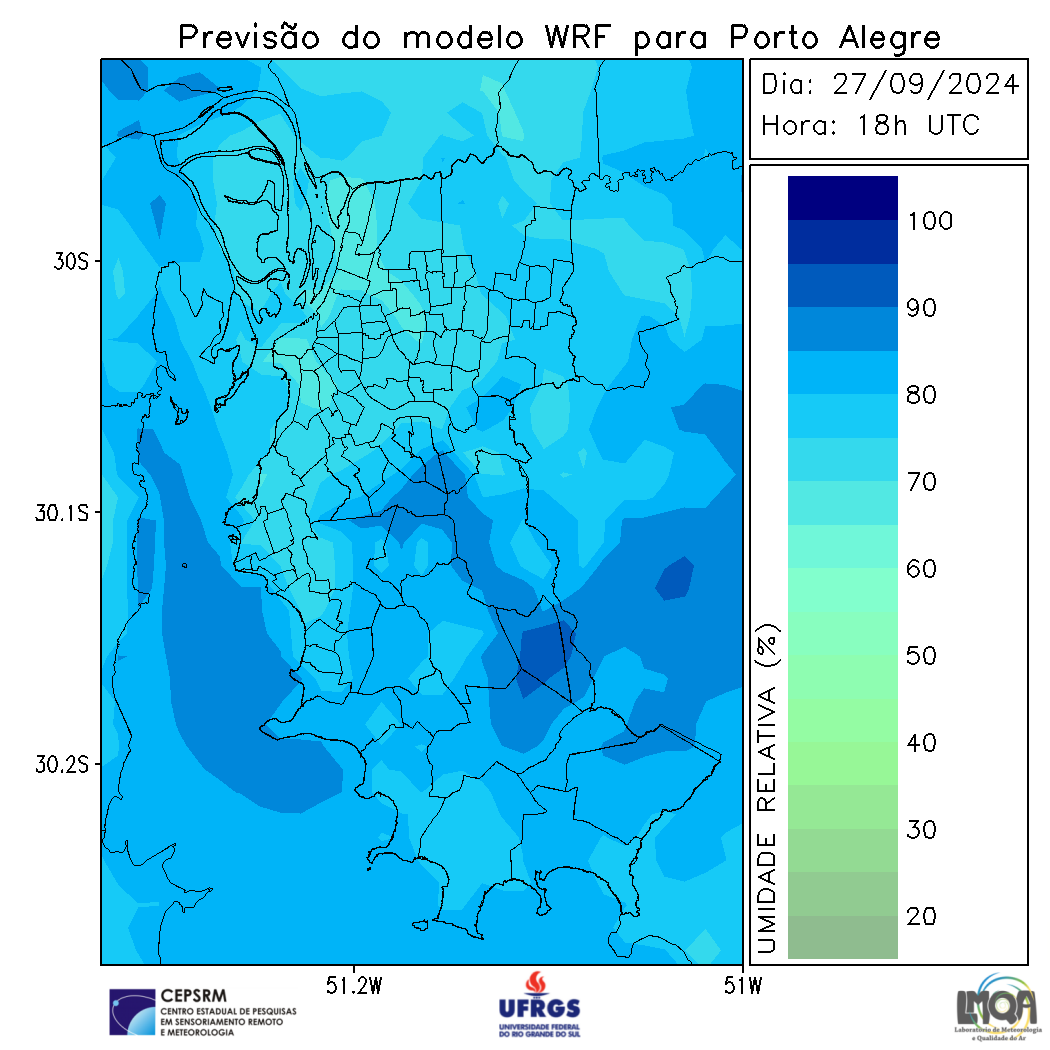 Previsão do modelo WRF para Porto Alegre
Dia: 27/09/2024
Hora: 18h UTC
30S
30.1S
30.2S
51.2W
51W
UMIDADE RELATIVA (%)
100
90
80
70
60
50
40
30
20
CEPSRM
CENTRO ESTADUAL DE PESQUISAS
EM SENSORIAMENTO REMOTO
E METEOROLOGIA
UFRGS
UNIVERSIDADE FEDERAL
DO RIO GRANDE DO SUL
LMQA
Laboratório de Meteorologia
e Qualidade do Ar